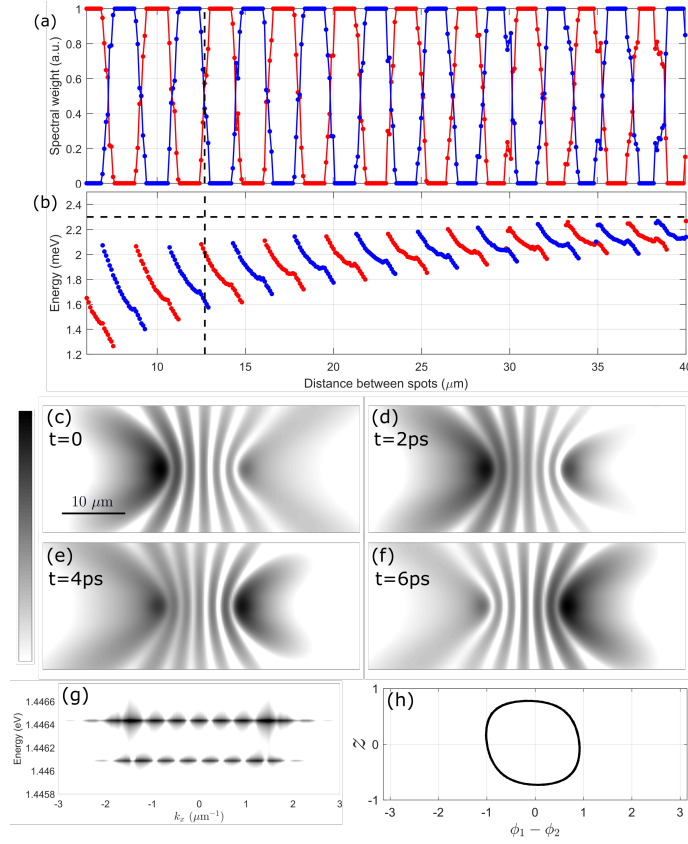 (a)
Spectral weight (a.u.)
1
0.8
0.6
0.4
0.2
0
(b)
Energy (meV)
2.4
2.2
2
1.8
1.6
1.4
1.2
10 15 20 25 30 35 40
Distance between spots (μm)
(c)
t=0
10 μm
(d)
t=2ps
(e)
t=4ps
(f)
t=6ps
(g)
Energy (eV)
1.4466
1.4464
1.4462
1.446
1.4458
-3 -2 -1 0 1 2 3
k_x (μm⁻¹)
(h)
z
1
0
-1
-3 -2 -1 0 1 2 3
ϕ₁ − ϕ₂